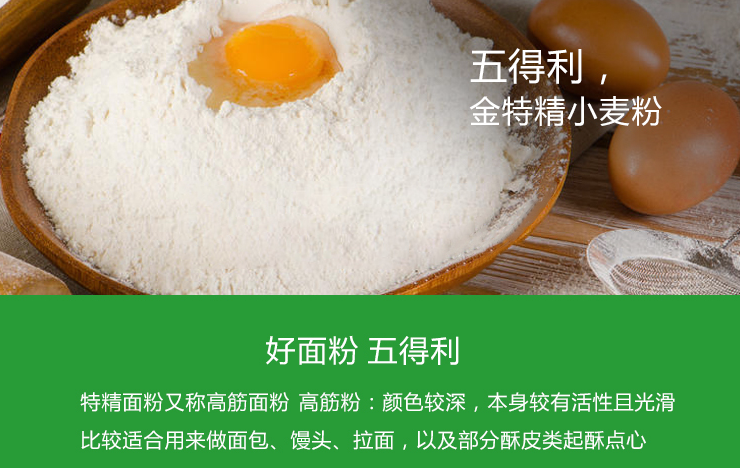 五得利，
金特精小麦粉
好面粉 五得利
特精面粉又称高筋面粉 高筋粉：颜色较深，本身较有活性且光滑
比较适合用来做面包、馒头、拉面，以及部分酥皮类起酥点心